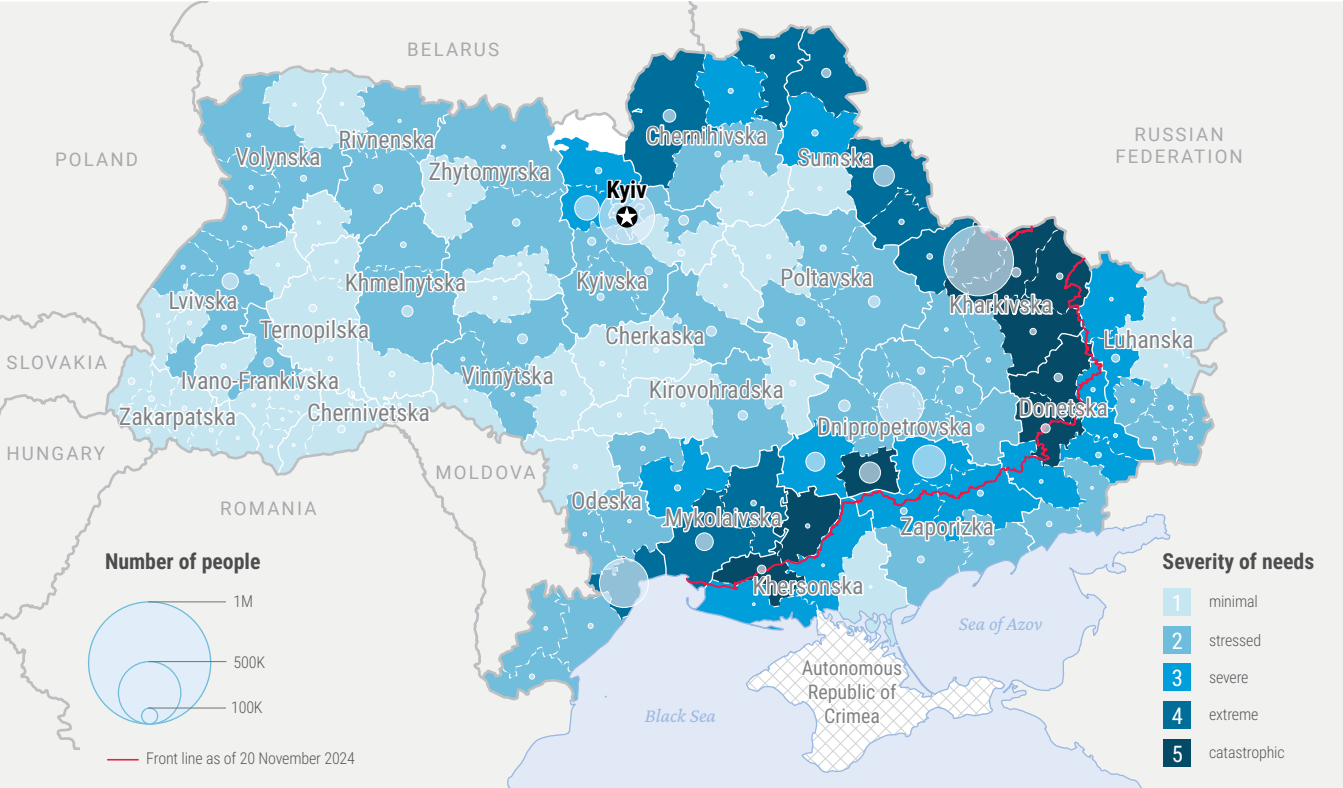 BELARUS
POLAND
RUSSIAN
FEDERATION
SLOVAKIA
HUNGARY
ROMANIA
MOLDOVA
Volynska
Rivnenska
Zhytomyrska
Chernihivska
Sumska
Kyiv
Lvivska
Khmelnytska
Kyivska
Poltavska
Kharkivska
Ternopilska
Cherkaska
Luhanska
Ivano-Frankivska
Vinnytska
Kirovohradska
Zakarpatska
Chernivetska
Dnipropetrovska
Donetska
Odeska
Mykolaivska
Zaporizka
Khersonska
Sea of Azov
Autonomous
Republic of
Crimea
Black Sea
Number of people
1M
500K
100K
Front line as of 20 November 2024
Severity of needs
1 minimal
2 stressed
3 severe
4 extreme
5 catastrophic